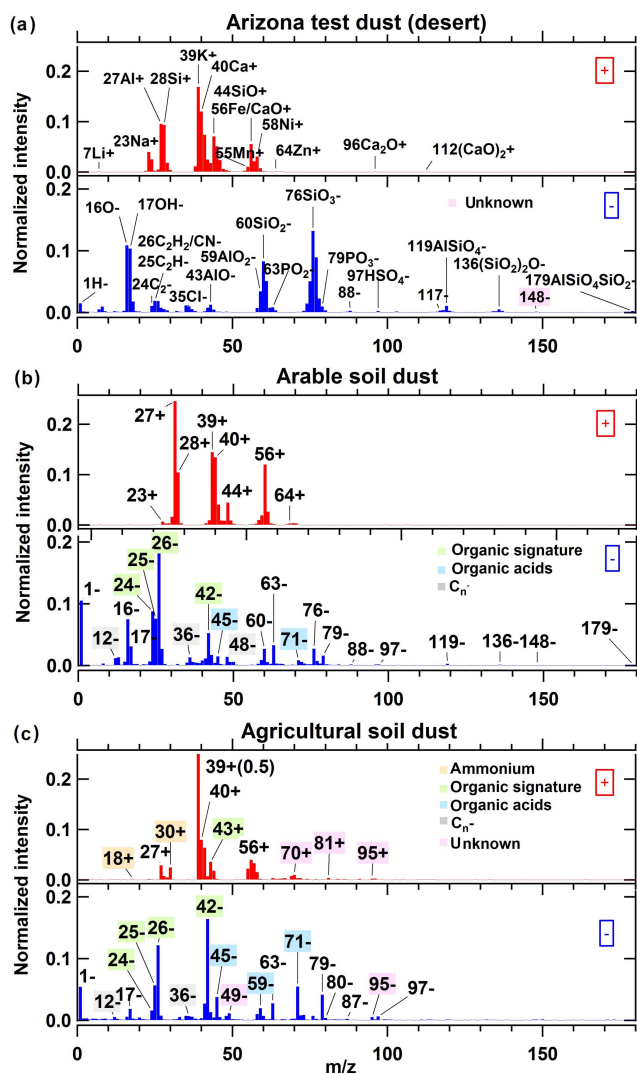 (a) Arizona test dust (desert)
39K+
40Ca+
27Al+ 28Si+
44SiO+
56Fe/CaO+
58Ni+
23Na+
55Mn+
7Li+
64Zn+
96Ca2O+
112(CaO)2+
+
0.2
0.1
0.0
Normalized intensity
76SiO3-
Unknown
-
16O-
17OH-
60SiO2-
26C2H2/CN-
25C2H-
59AlO2-
24C2-
43AlO-
63PO2-
79PO3-
119AlSiO4-
97HSO4-
136(SiO2)2O-
1H-
35Cl-
88-
117-
148-
179AlSiO4SiO2-
0.2
0.1
0.0
0 50 100 150
(b) Arable soil dust
27+
28+
39+
40+
56+
23+
44+
64+
+
0.2
0.1
0.0
Normalized intensity
26-
25-
24-
1-
16-
12-
17-
42-
45-
36-
48-
63-
60-
71-
76-
79-
88-
97-
119-
136-
148-
179-
Organic signature
Organic acids
Cn-
-
0.2
0.1
0.0
0 50 100 150
(c) Agricultural soil dust
39+(0.5)
40+
43+
30+
27+
18+
56+
70+
81+
95+
Ammonium
Organic signature
Organic acids
Cn-
Unknown
+
0.2
0.1
0.0
Normalized intensity
42-
26-
25-
24-
1-
12-
17-
36-
45-
49-
59-
63-
71-
79-
80-
87-
95-
97-
-
0.2
0.1
0.0
0 50 100 150
m/z